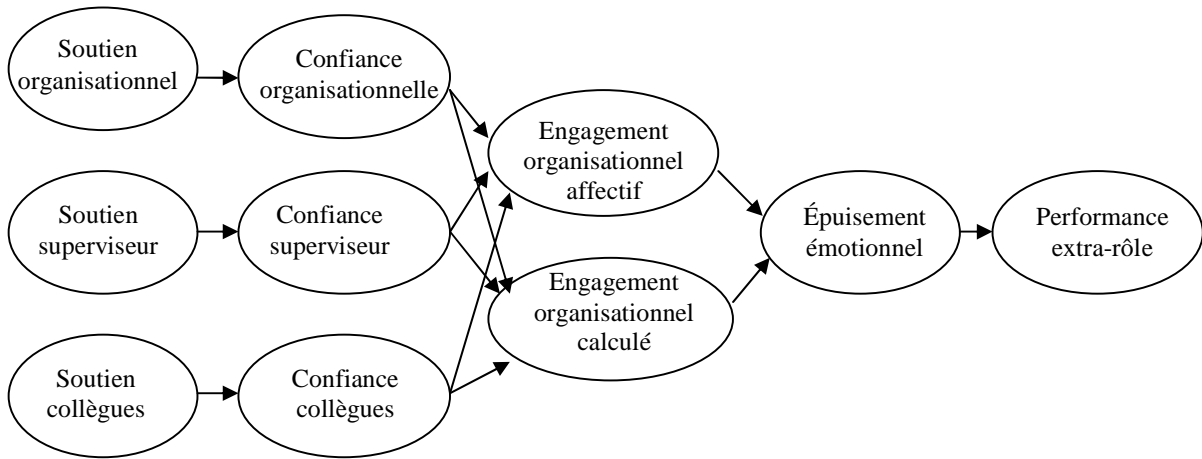 Soutien
organisationnel
Confiance
organisationnelle
Engagement
organisationnel
affectif
Soutien
superviseur
Confiance
superviseur
Épuisement
émotionnel
Performance
extra-rôle
Engagement
organisationnel
calculé
Soutien
collègues
Confiance
collègues